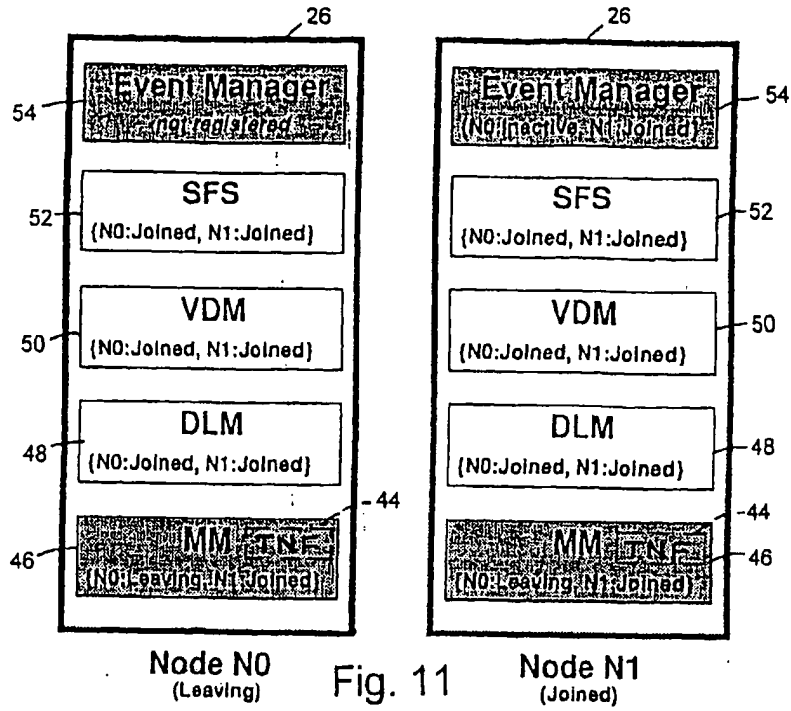 26
Event Manager
not registered
54
SFS
{N0:Joined, N1:Joined}
52
VDM
{N0:Joined, N1:Joined}
50
DLM
{N0:Joined, N1:Joined}
48
44
MM TNF
{N0:Leaving, N1:Joined}
46
Node N0
(Leaving)
26
Event Manager
{N0:Inactive, N1:Joined}
54
SFS
{N0:Joined, N1:Joined}
52
VDM
{N0:Joined, N1:Joined}
50
DLM
{N0:Joined, N1:Joined}
48
44
MM TNF
{N0:Leaving, N1:Joined}
46
Node N1
(Joined)
Fig. 11